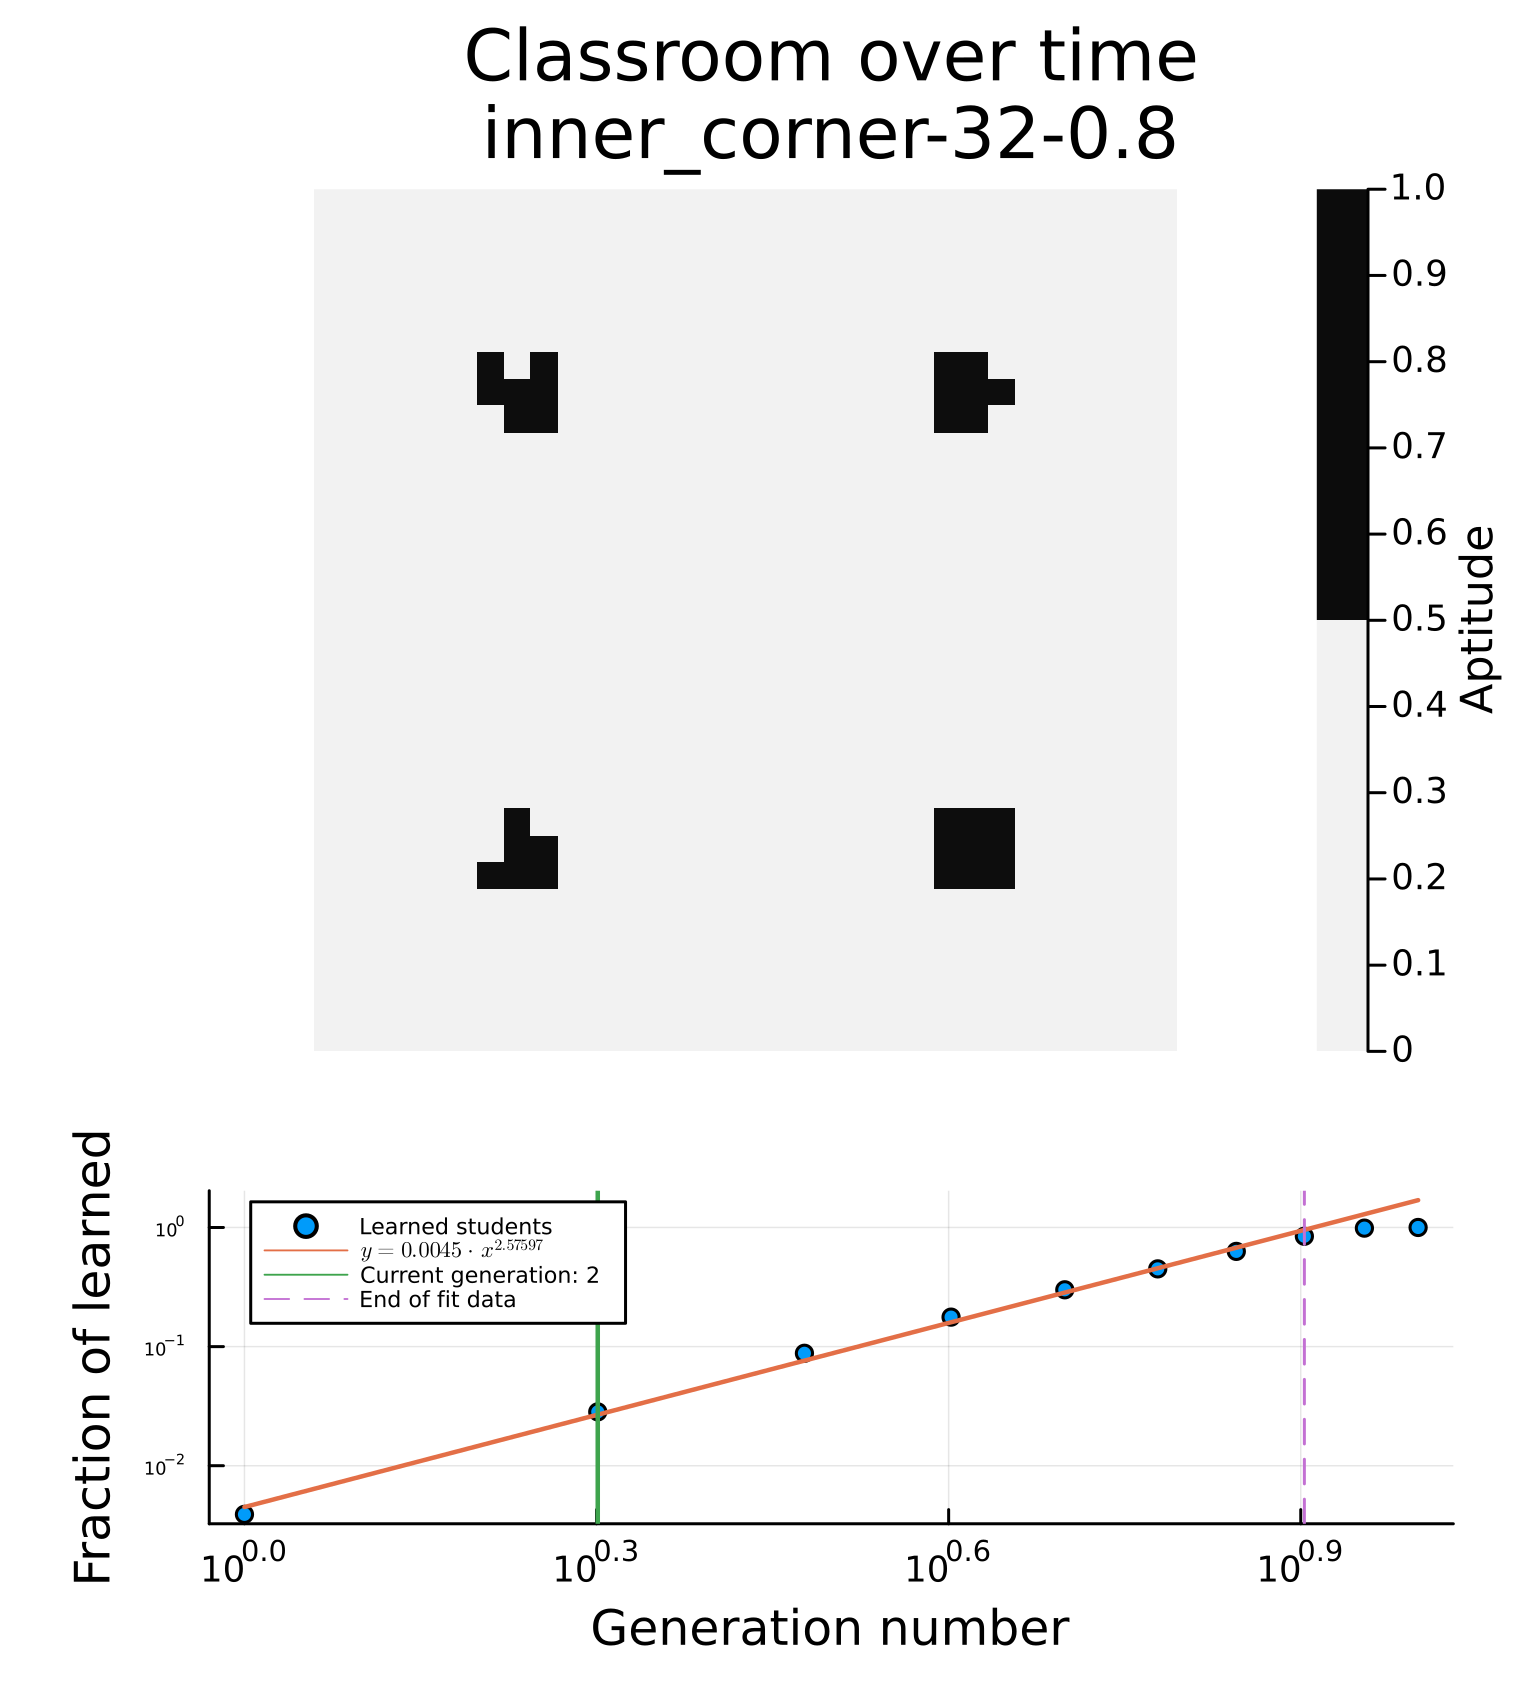 Classroom over time
inner_corner-32-0.8
1.0
0.9
0.8
0.7
0.6
0.5
0.4
0.3
0.2
0.1
0
Aptitude
Fraction of learned
10^0
10^−1
10^−2
Learned students
y = 0.0045 · x^2.57597
Current generation: 2
End of fit data
10^0.0 10^0.3 10^0.6 10^0.9
Generation number